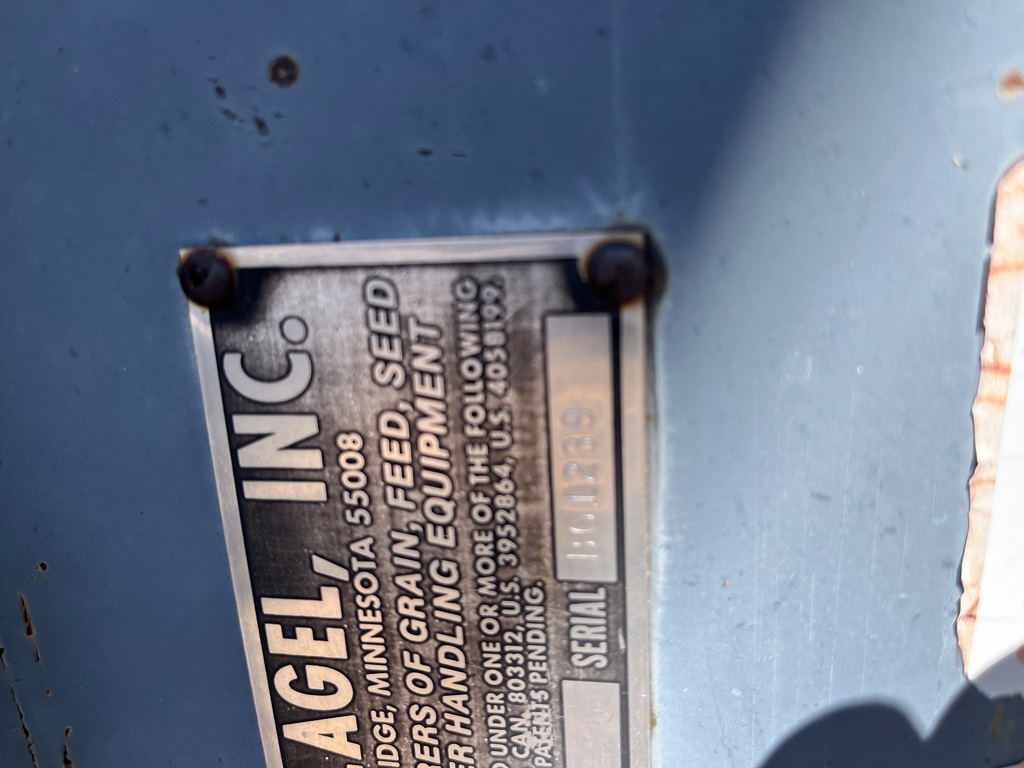 AGEL, INC.
IDGE, MINNESOTA 55008
ERS OF GRAIN, FEED, SEED
ER HANDLING EQUIPMENT
D UNDER ONE OR MORE OF THE FOLLOWING
CAN. 803312, U.S. 3952864, U.S. 4058199.
PATENTS PENDING.
SERIAL